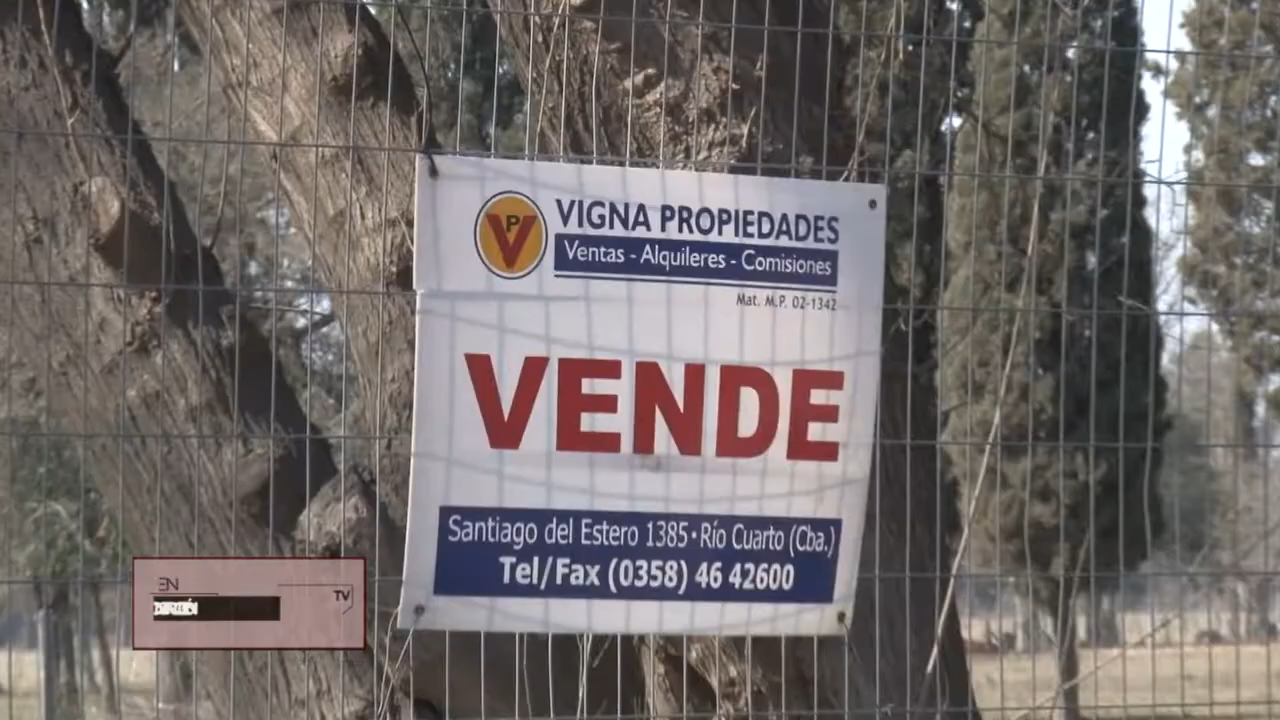 VP
VIGNA PROPIEDADES
Ventas - Alquileres - Comisiones
Mat. M.P. 02-1342
VENDE
Santiago del Estero 1385 • Río Cuarto (Cba.)
Tel/Fax (0358) 46 42600
EN
TV